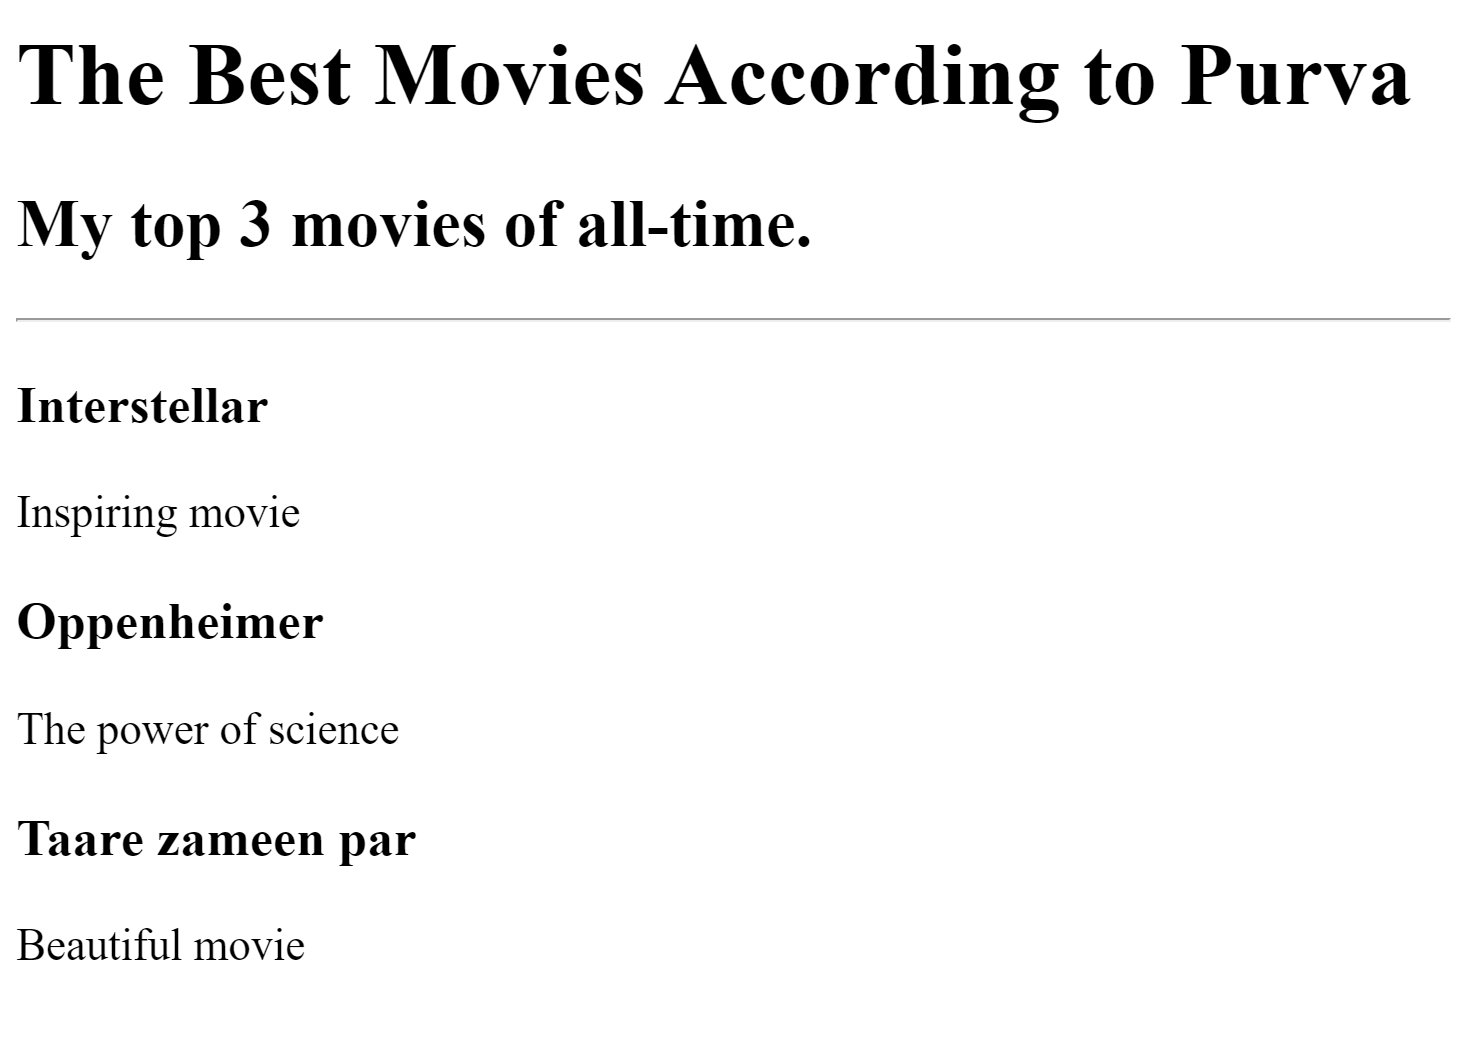 The Best Movies According to Purva
My top 3 movies of all-time.
Interstellar
Inspiring movie
Oppenheimer
The power of science
Taare zameen par
Beautiful movie